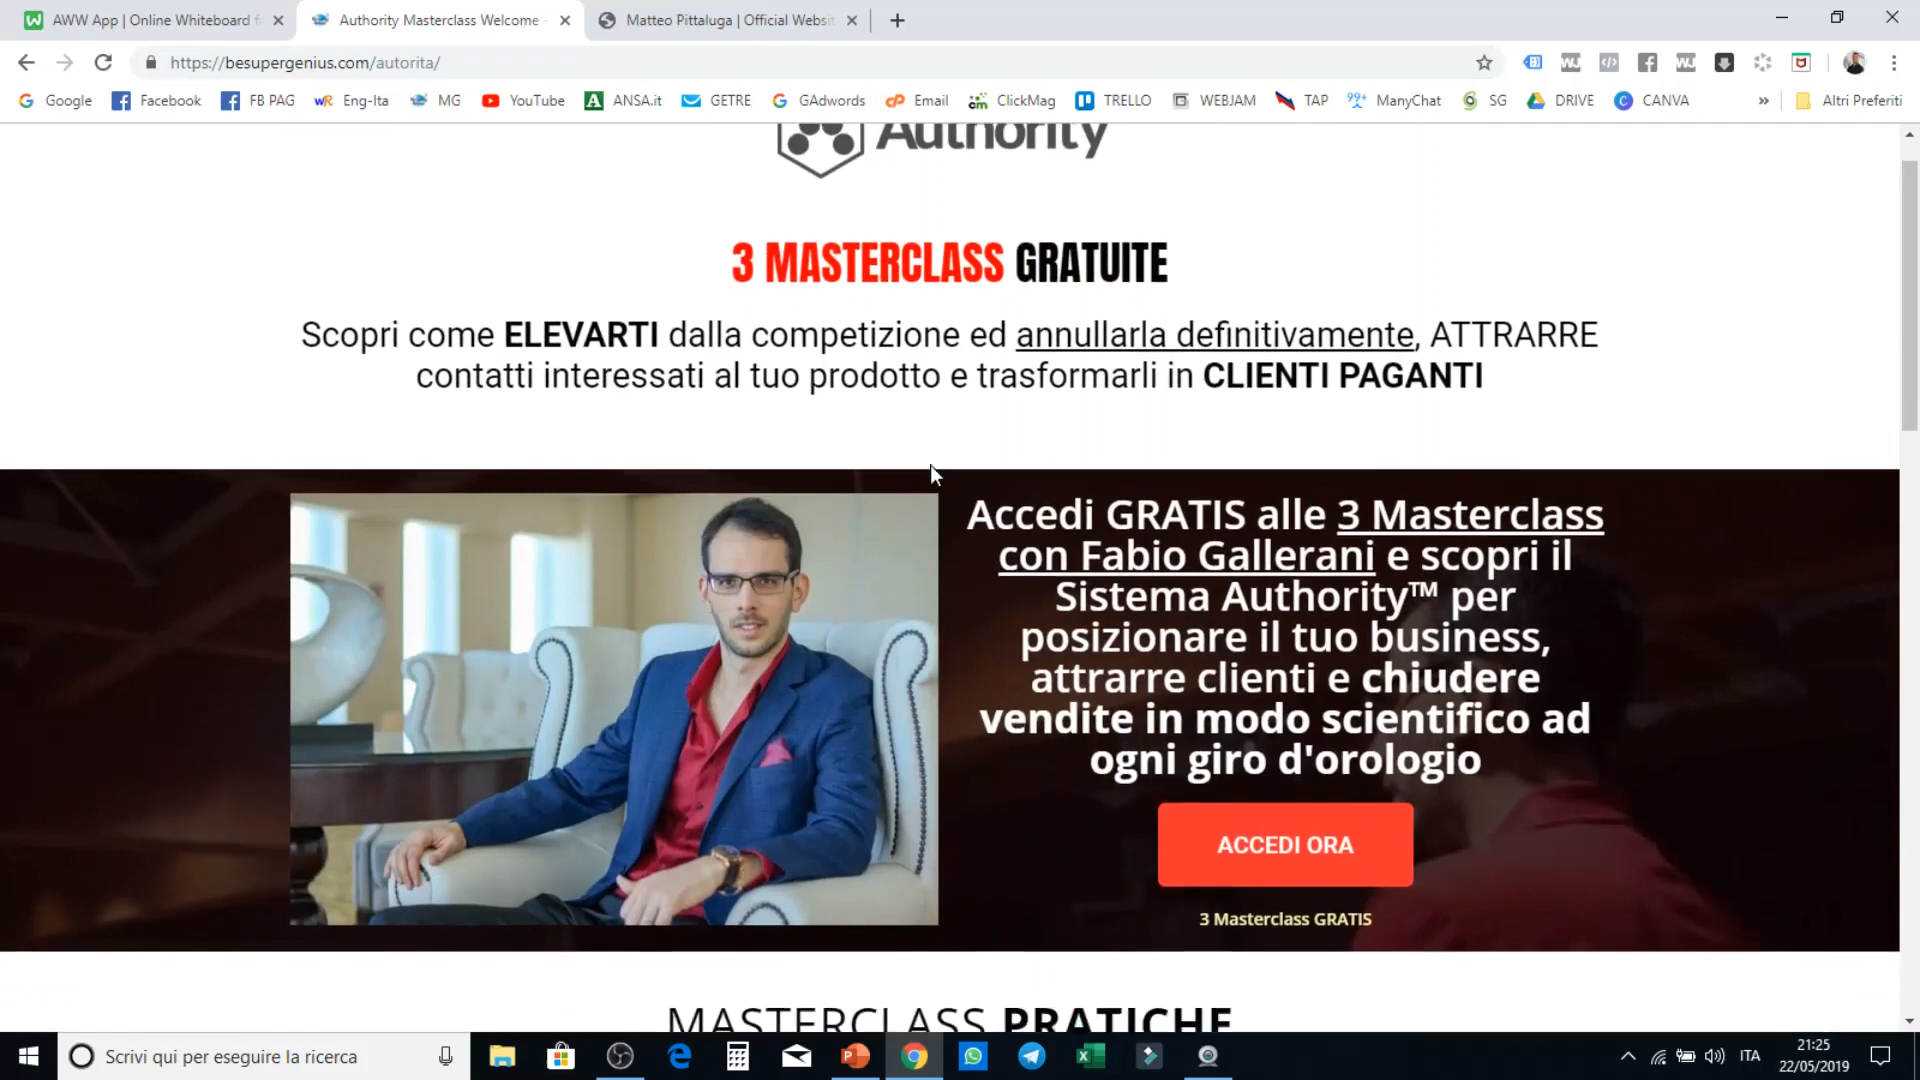 AWW App | Online Whiteboard f
Authority Masterclass Welcome -
Matteo Pittaluga | Official Websit
https://besupergenius.com/autorita/
Google
Facebook
FB PAG
Eng-Ita
MG
YouTube
ANSA.it
GETRE
GAdwords
Email
ClickMag
TRELLO
WEBJAM
TAP
ManyChat
SG
DRIVE
CANVA
»
Altri Preferiti
Authority
3 MASTERCLASS GRATUITE
Scopri come ELEVARTI dalla competizione ed annullarla definitivamente, ATTRARRE
contatti interessati al tuo prodotto e trasformarli in CLIENTI PAGANTI
Accedi GRATIS alle 3 Masterclass
con Fabio Gallerani e scopri il
Sistema Authority™ per
posizionare il tuo business,
attrarre clienti e chiudere
vendite in modo scientifico ad
ogni giro d'orologio
ACCEDI ORA
3 Masterclass GRATIS
MASTERCLASS PRATICHE
Scrivi qui per eseguire la ricerca
ITA
21:25
22/05/2019